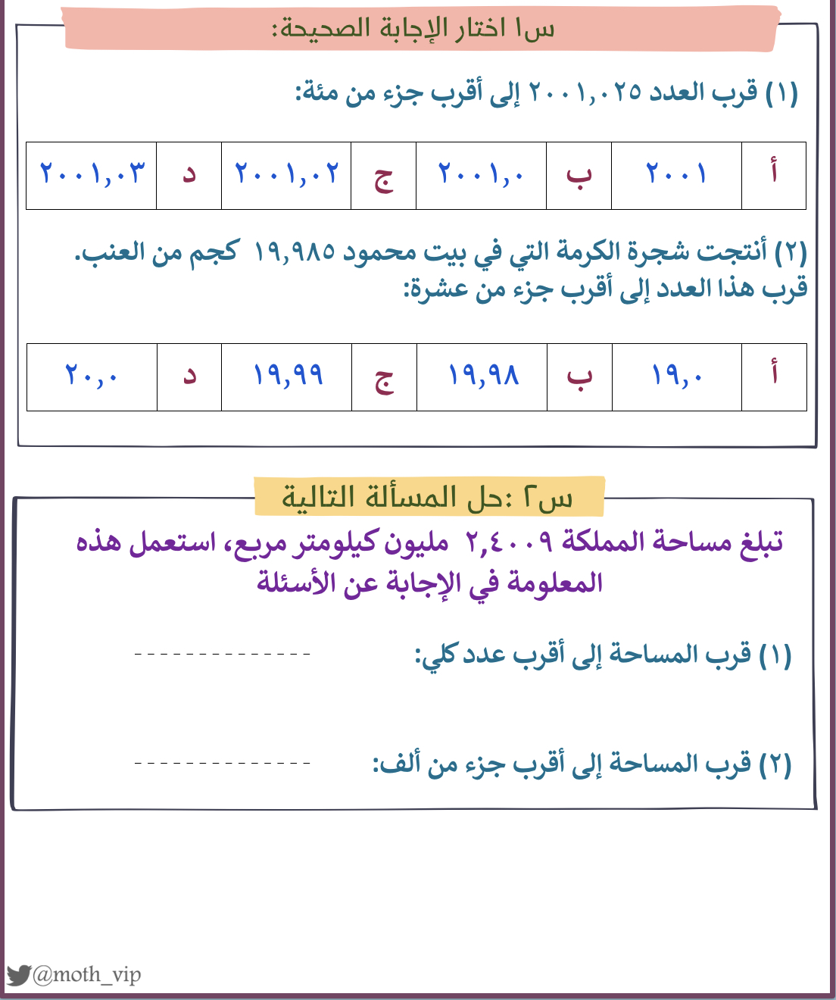 س١ اختار الإجابة الصحيحة:
(١) قرب العدد ٢٠٠١,٠٢٥ إلى أقرب جزء من مئة:
أ ٢٠٠١ ب ٢٠٠١,٠ ج ٢٠٠١,٠٢ د ٢٠٠١,٠٣
(٢) أنتجت شجرة الكرمة التي في بيت محمود ١٩,٩٨٥ كجم من العنب.
قرب هذا العدد إلى أقرب جزء من عشرة:
أ ١٩,٠ ب ١٩,٩٨ ج ١٩,٩٩ د ٢٠,٠
س٢ :حل المسألة التالية
تبلغ مساحة المملكة ٢,٤٠٠٩ مليون كيلومتر مربع، استعمل هذه
المعلومة في الإجابة عن الأسئلة
(١) قرب المساحة إلى أقرب عدد كلي: --------------
(٢) قرب المساحة إلى أقرب جزء من ألف: --------------
@moth_vip